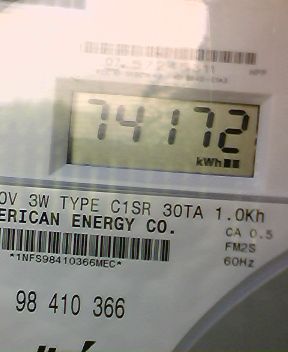 74172
kWh
0V 3W TYPE C1SR 30TA 1.0Kh
ERICAN ENERGY CO.
CA 0.5
FM2S
*1NFS98410366MEC*
60Hz
98 410 366